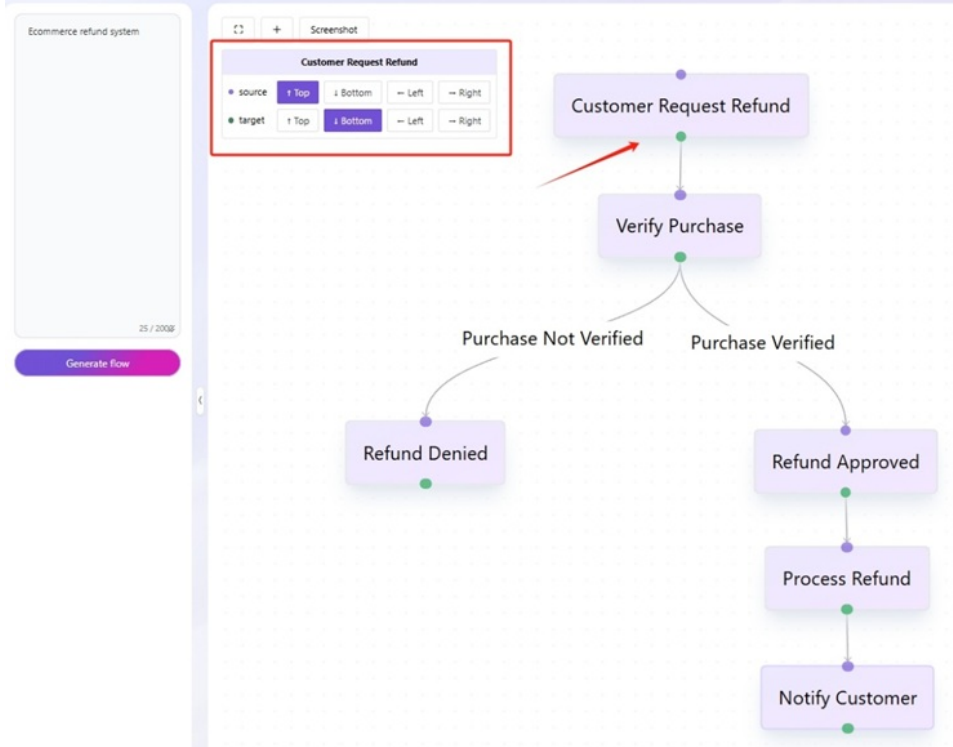 Ecommerce refund system
25 / 200
Generate flow
Screenshot
Customer Request Refund
source ↑ Top ↓ Bottom ← Left → Right
target ↑ Top ↓ Bottom ← Left → Right
Customer Request Refund
Verify Purchase
Purchase Not Verified
Purchase Verified
Refund Denied
Refund Approved
Process Refund
Notify Customer